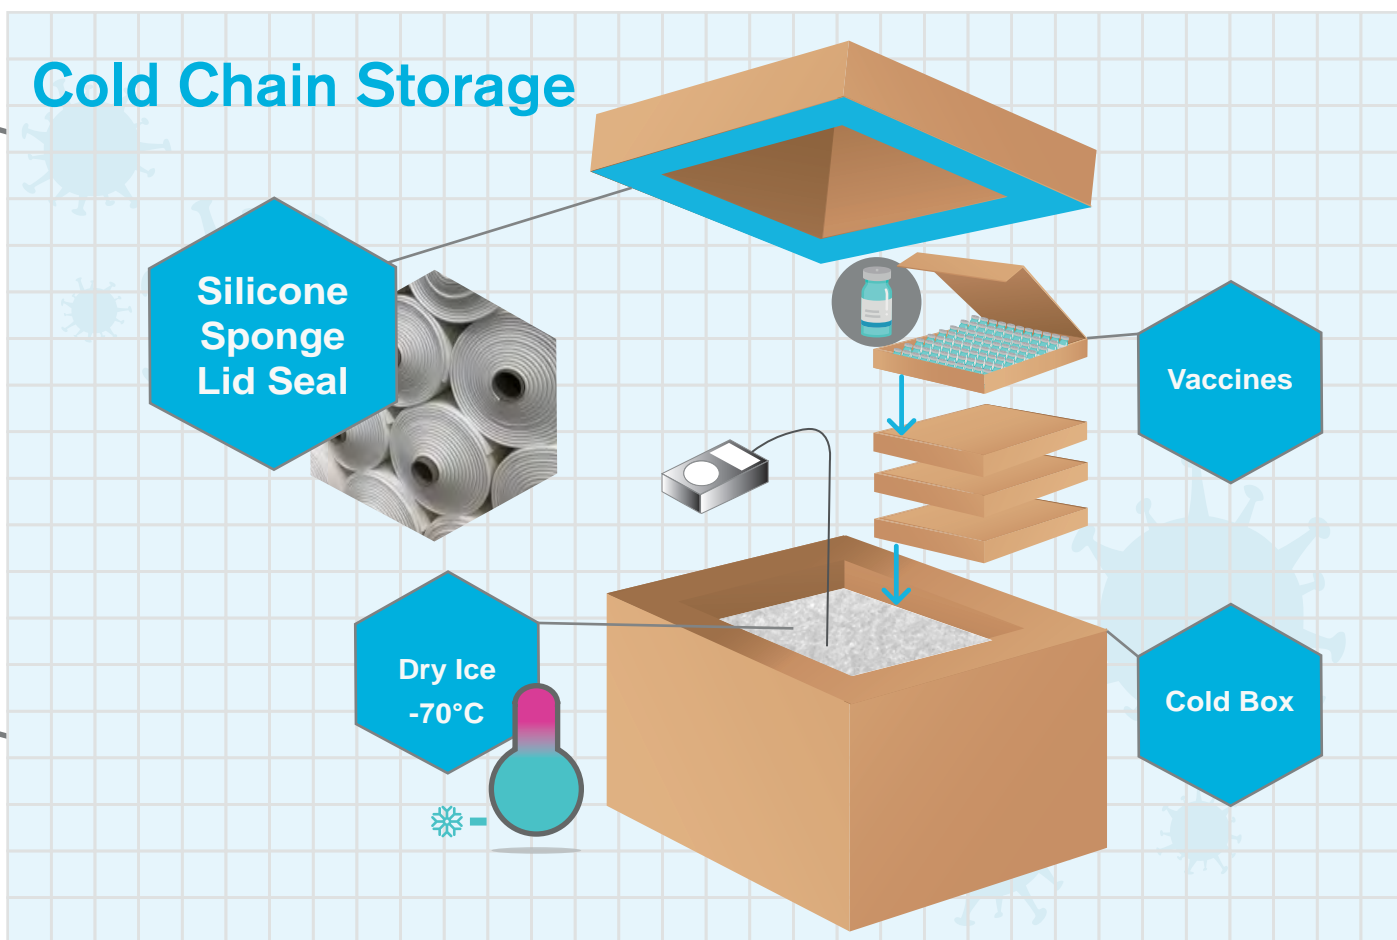 Cold Chain Storage
Silicone
Sponge
Lid Seal
Vaccines
Dry Ice
-70°C
Cold Box